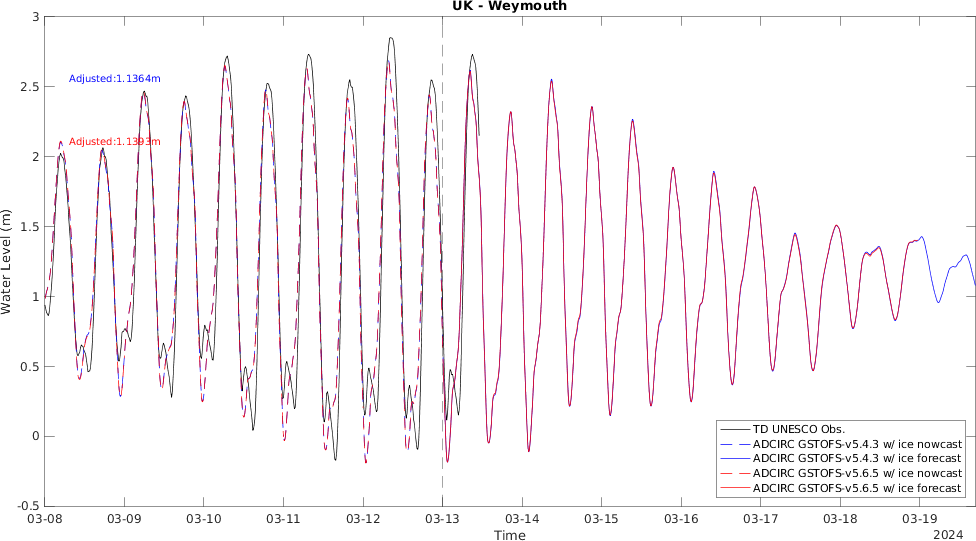 UK - Weymouth
3
2.5
2
1.5
1
0.5
0
-0.5
Water Level (m)
Adjusted:1.1364m
Adjusted:1.1393m
TD UNESCO Obs.
ADCIRC GSTOFS-v5.4.3 w/ ice nowcast
ADCIRC GSTOFS-v5.4.3 w/ ice forecast
ADCIRC GSTOFS-v5.6.5 w/ ice nowcast
ADCIRC GSTOFS-v5.6.5 w/ ice forecast
03-08 03-09 03-10 03-11 03-12 03-13 03-14 03-15 03-16 03-17 03-18 03-19
Time
2024